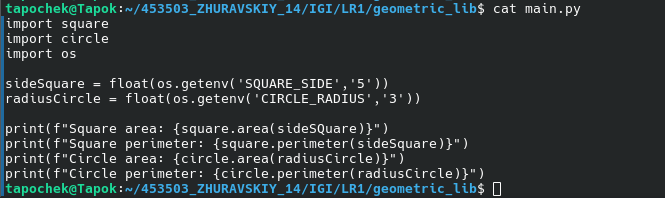 tapochek@Tapok:~/453503_ZHURAVSKIY_14/IGI/LR1/geometric_lib$ cat main.py
import square
import circle
import os
sideSquare = float(os.getenv('SQUARE_SIDE','5'))
radiusCircle = float(os.getenv('CIRCLE_RADIUS','3'))
print(f"Square area: {square.area(sideSQuare)}")
print(f"Square perimeter: {square.perimeter(sideSquare)}")
print(f"Circle area: {circle.area(radiusCircle)}")
print(f"Circle perimeter: {circle.perimeter(radiusCircle)}")
tapochek@Tapok:~/453503_ZHURAVSKIY_14/IGI/LR1/geometric_lib$